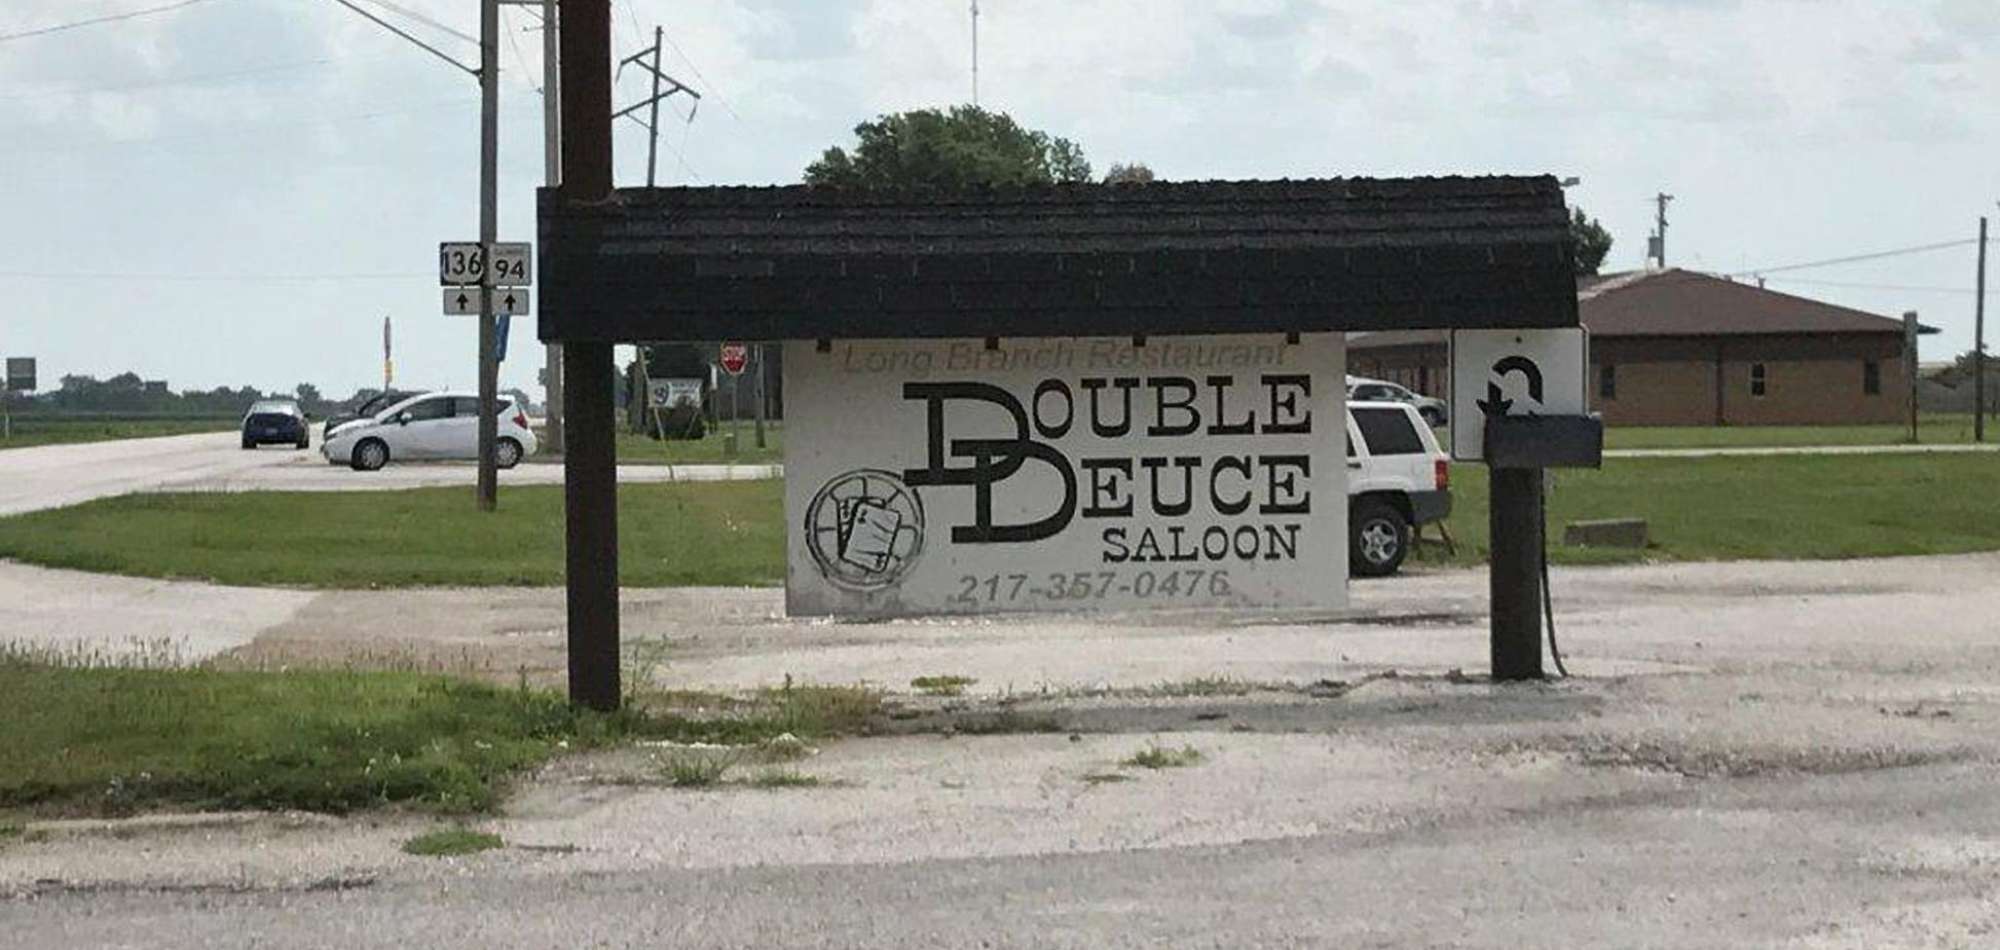 136 94
STOP
Long Branch Restaurant
DOUBLE
DEUCE
SALOON
217-357-0476